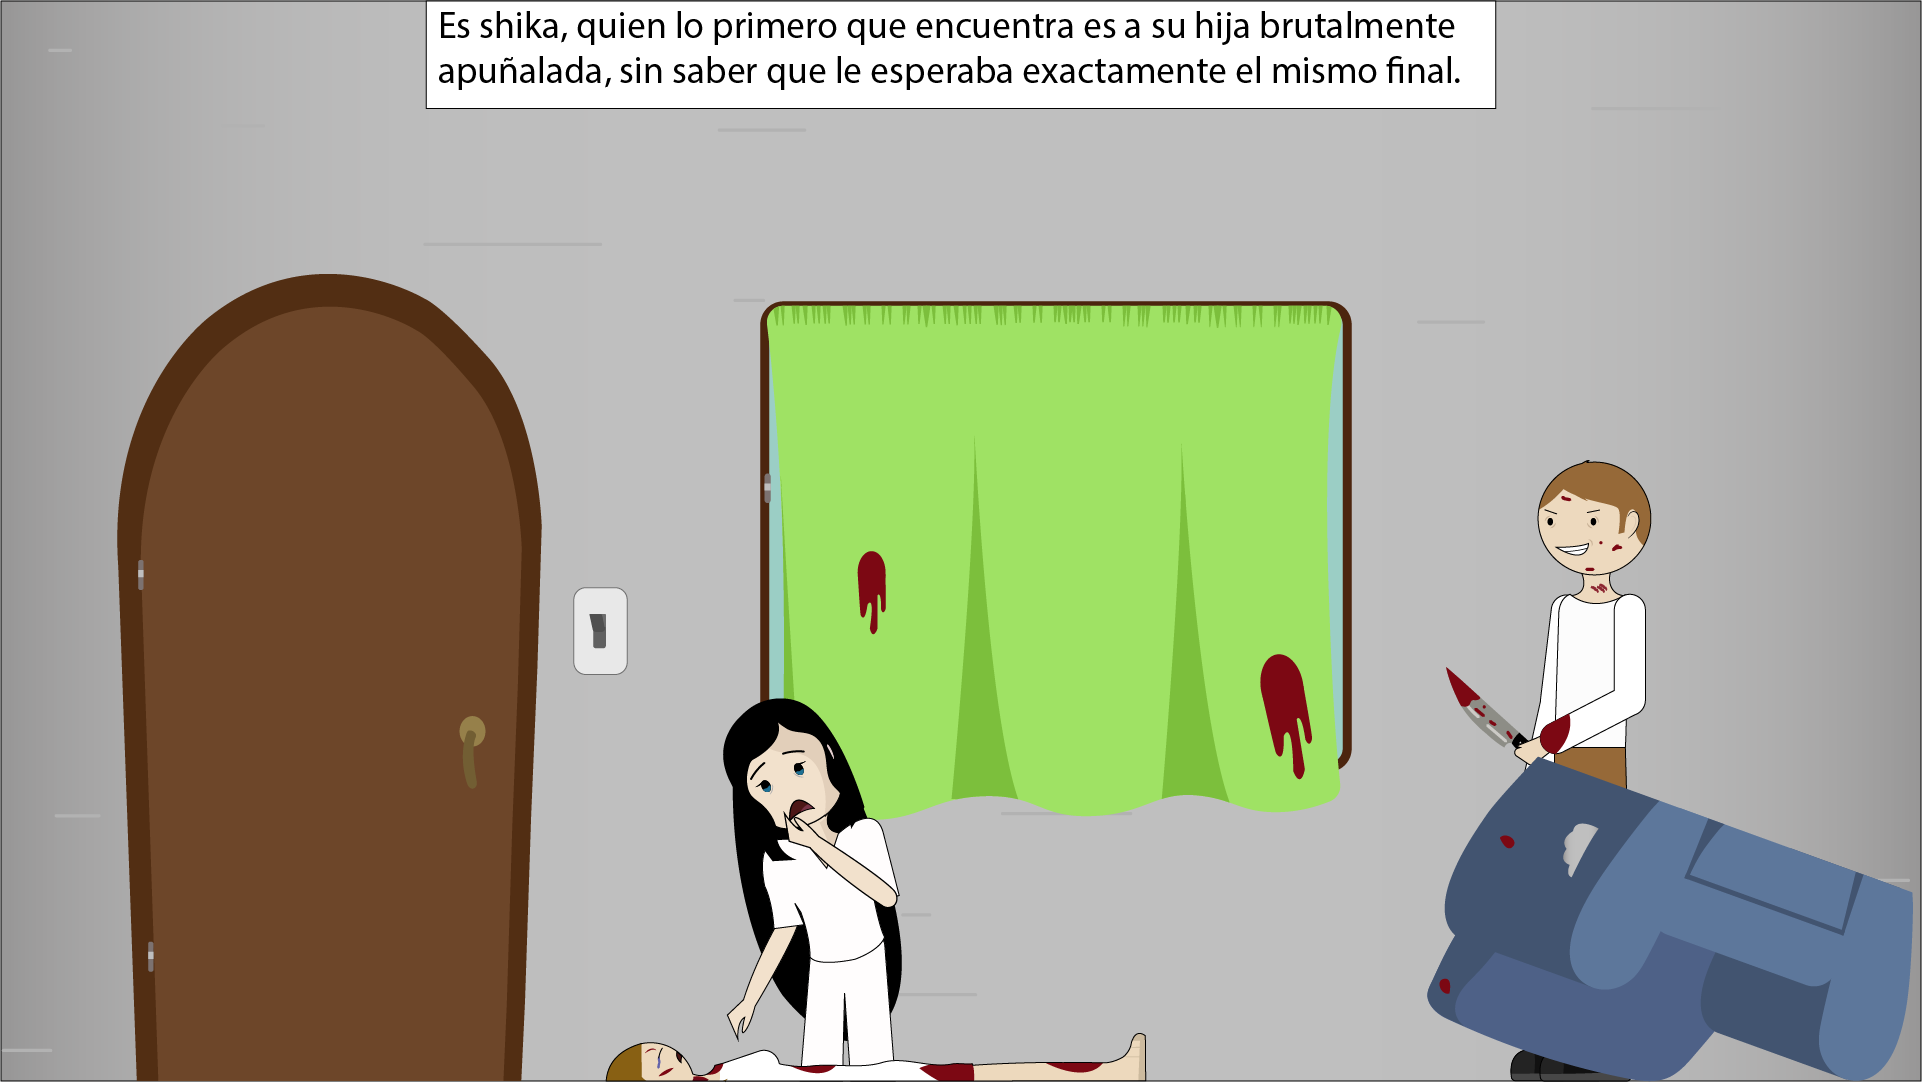 Es shika, quien lo primero que encuentra es a su hija brutalmente
apuñalada, sin saber que le esperaba exactamente el mismo final.